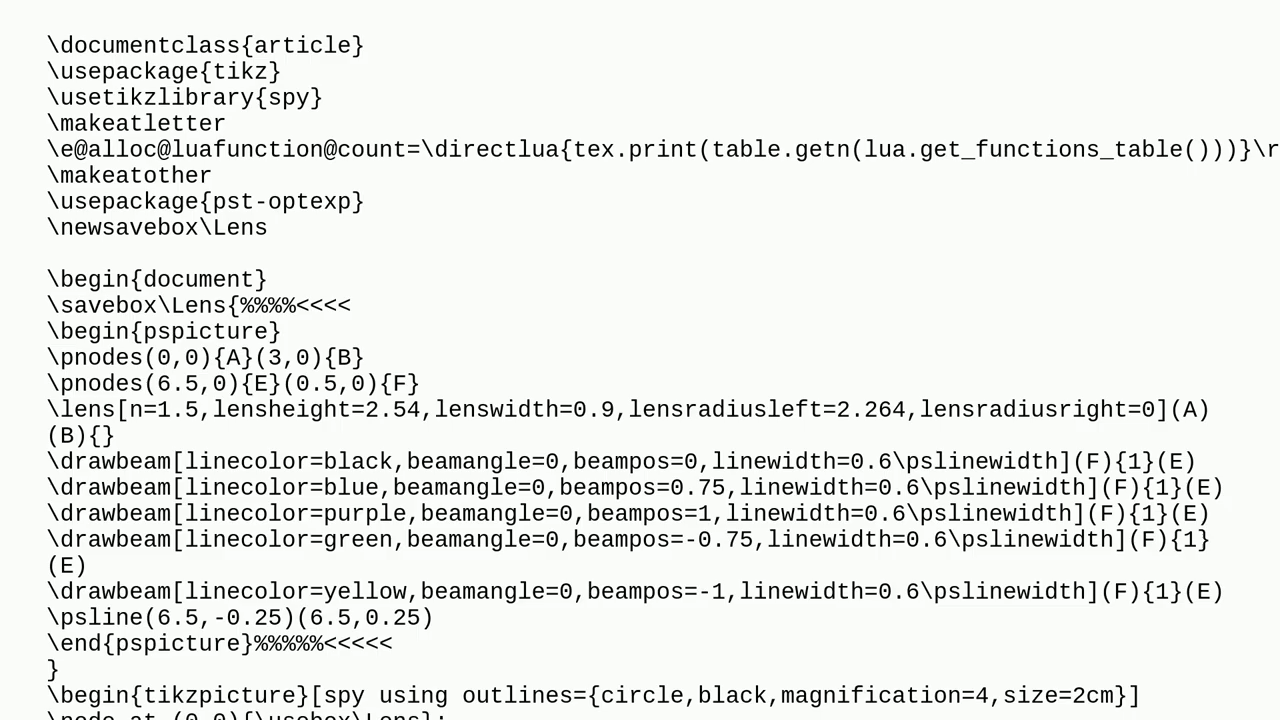 \documentclass{article}
\usepackage{tikz}
\usetikzlibrary{spy}
\makeatletter
\e@alloc@luafunction@count=\directlua{tex.print(table.getn(lua.get_functions_table()))}\r
\makeatother
\usepackage{pst-optexp}
\newsavebox\Lens
\begin{document}
\savebox\Lens{%%%%<<<<
\begin{pspicture}
\pnodes(0,0){A}(3,0){B}
\pnodes(6.5,0){E}(0.5,0){F}
\lens[n=1.5,lensheight=2.54,lenswidth=0.9,lensradiusleft=2.264,lensradiusright=0](A)
(B){}
\drawbeam[linecolor=black,beamangle=0,beampos=0,linewidth=0.6\pslinewidth](F){1}(E)
\drawbeam[linecolor=blue,beamangle=0,beampos=0.75,linewidth=0.6\pslinewidth](F){1}(E)
\drawbeam[linecolor=purple,beamangle=0,beampos=1,linewidth=0.6\pslinewidth](F){1}(E)
\drawbeam[linecolor=green,beamangle=0,beampos=-0.75,linewidth=0.6\pslinewidth](F){1}
(E)
\drawbeam[linecolor=yellow,beamangle=0,beampos=-1,linewidth=0.6\pslinewidth](F){1}(E)
\psline(6.5,-0.25)(6.5,0.25)
\end{pspicture}%%%%%<<<<<
}
\begin{tikzpicture}[spy using outlines={circle,black,magnification=4,size=2cm}]
\node at (0,0){\usebox\Lens};